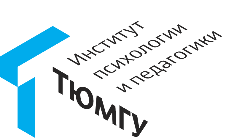 Институт
психологии
и педагогики
ТЮМГУ